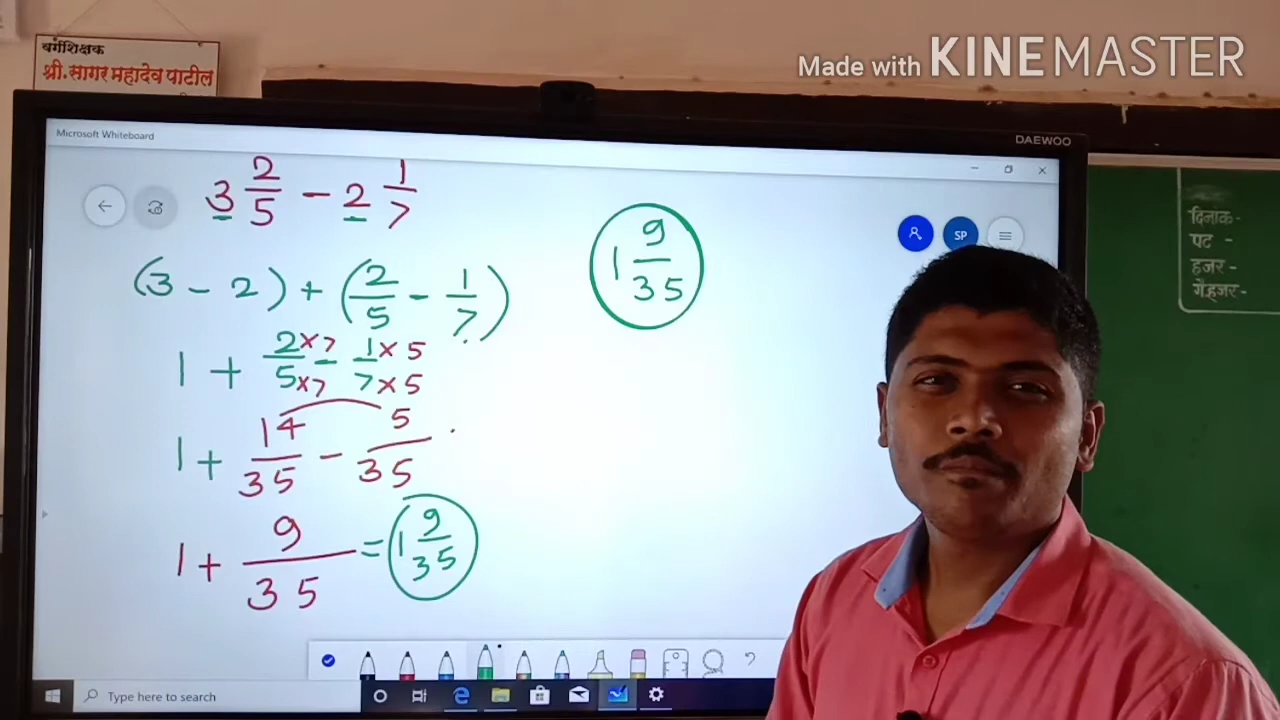 वर्गशिक्षक
श्री. सागर महादेव पाटील
Made with KINEMASTER
Microsoft Whiteboard
DAEWOO
3 2/5 - 2 1/7
(3 - 2) + (2/5 - 1/7)
1 + 2×7/5×7 - 1×5/7×5
1 + 14/35 - 5/35
1 + 9/35 = 1 9/35
1 9/35
SP
दिनांक-
पट -
हजर -
गैरहजर-
Type here to search